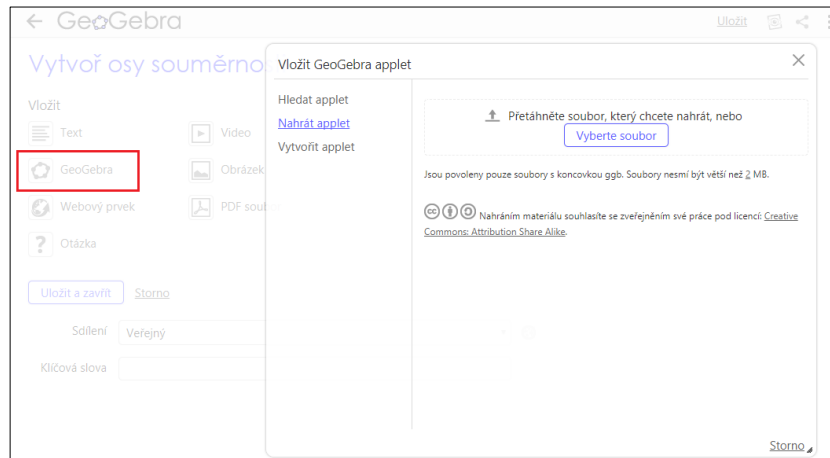 GeoGebra
Uložit
Vytvoř osy souměrno
Vložit
Text
Video
GeoGebra
Obrázek
Webový prvek
PDF soub
Otázka
Uložit a zavřít
Storno
Sdílení
Veřejný
Klíčová slova
Vložit GeoGebra applet
Hledat applet
Nahrát applet
Vytvořit applet
Přetáhněte soubor, který chcete nahrát, nebo
Vyberte soubor
Jsou povoleny pouze soubory s koncovkou ggb. Soubory nesmí být větší než 2 MB.
cc Nahráním materiálu souhlasíte se zveřejněním své práce pod licencí: Creative
Commons: Attribution Share Alike.
Storno